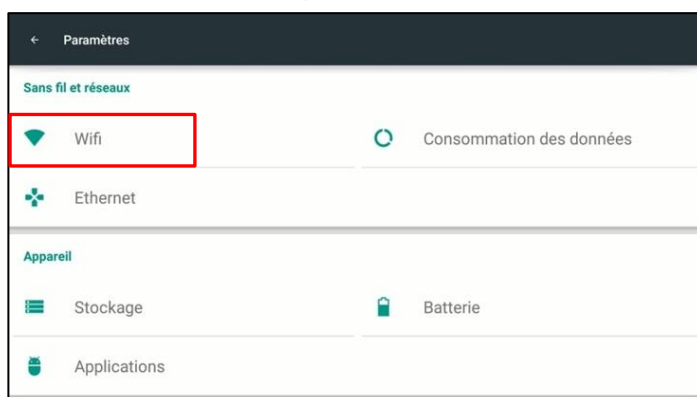 Paramètres
Sans fil et réseaux
Wifi
Consommation des données
Ethernet
Appareil
Stockage
Batterie
Applications